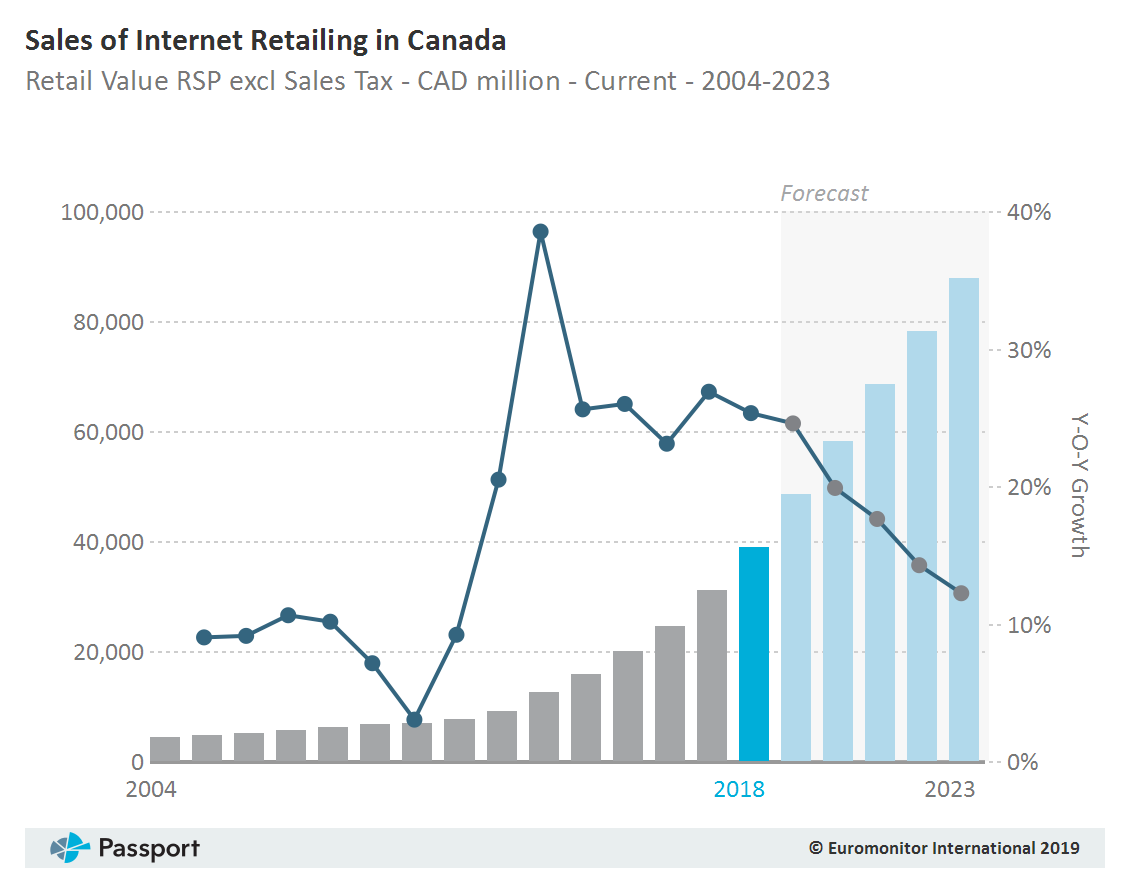 Sales of Internet Retailing in Canada
Retail Value RSP excl Sales Tax - CAD million - Current - 2004-2023
Forecast
100,000
40%
80,000
30%
60,000
Y-O-Y Growth
20%
40,000
10%
20,000
0
0%
2004
2018
2023
Passport
© Euromonitor International 2019